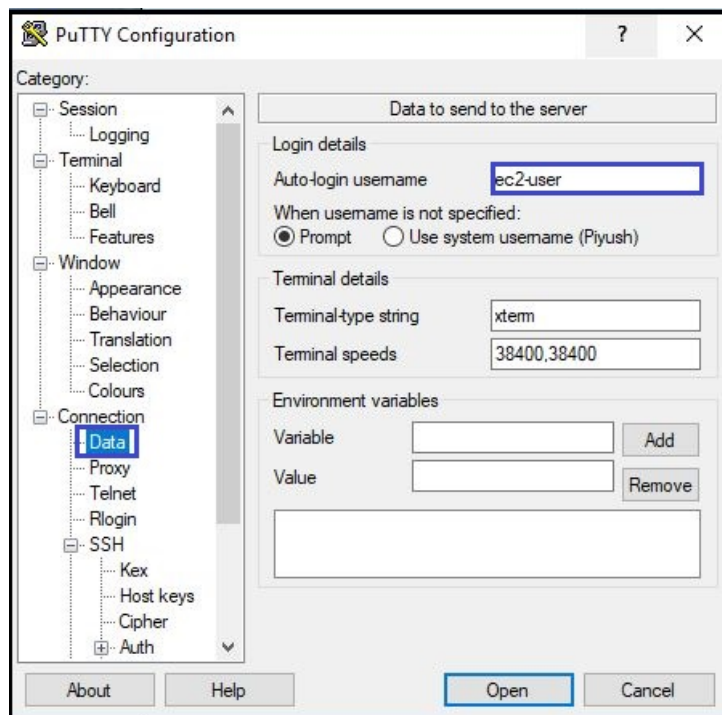 PuTTY Configuration
?
Category:
Session
Logging
Terminal
Keyboard
Bell
Features
Window
Appearance
Behaviour
Translation
Selection
Colours
Connection
Data
Proxy
Telnet
Rlogin
SSH
Kex
Host keys
Cipher
Auth
Data to send to the server
Login details
Auto-login username ec2-user
When username is not specified:
Prompt Use system username (Piyush)
Terminal details
Terminal-type string xterm
Terminal speeds 38400,38400
Environment variables
Variable Add
Value Remove
About Help Open Cancel